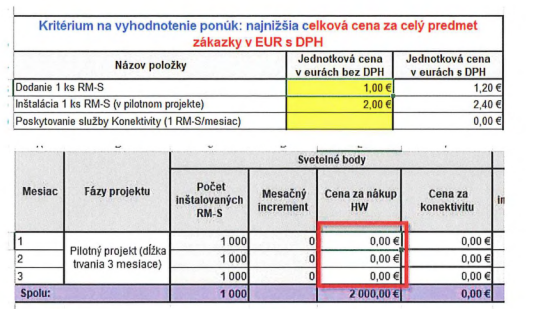 Kritérium na vyhodnotenie ponúk: najnižšia celková cena za celý predmet
zákazky v EUR s DPH
Názov položky
Jednotková cena
v eurách bez DPH
Jednotková cena
v eurách s DPH
Dodanie 1 ks RM-S 1,00 € 1,20 €
Inštalácia 1 ks RM-S (v pilotnom projekte) 2,00 € 2,40 €
Poskytovanie služby Konektivity (1 RM-S/mesiac) 0,00 €
Svetelné body
Mesiac
Fázy projektu
Počet
inštalovaných
RM-S
Mesačný
increment
Cena za nákup
HW
Cena za
konektivitu
Pilotný projekt (dĺžka
trvania 3 mesiace)
1 1 000 0 0,00 € 0,00 €
2 1 000 0 0,00 € 0,00 €
3 1 000 0 0,00 € 0,00 €
Spolu: 1 000 2 000,00 € 0,00 €